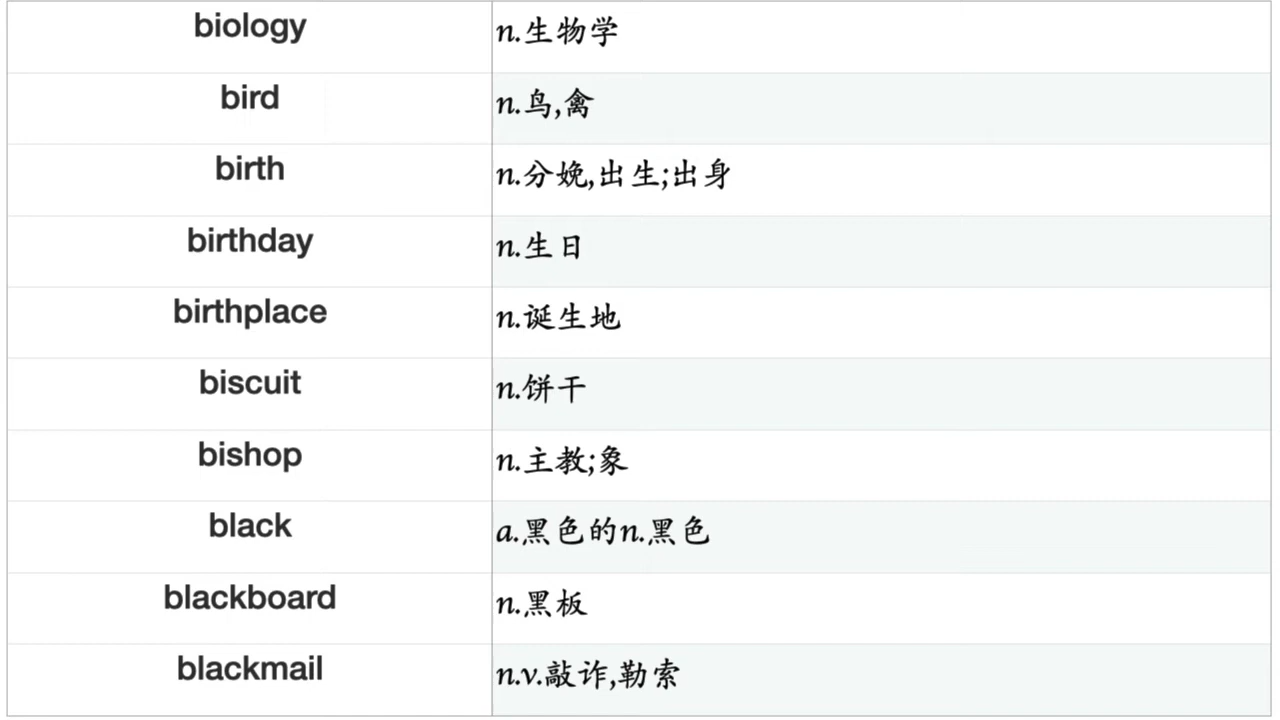 biology n.生物学
bird n.鸟,禽
birth n.分娩,出生;出身
birthday n.生日
birthplace n.诞生地
biscuit n.饼干
bishop n.主教;象
black a.黑色的n.黑色
blackboard n.黑板
blackmail n.v.敲诈,勒索